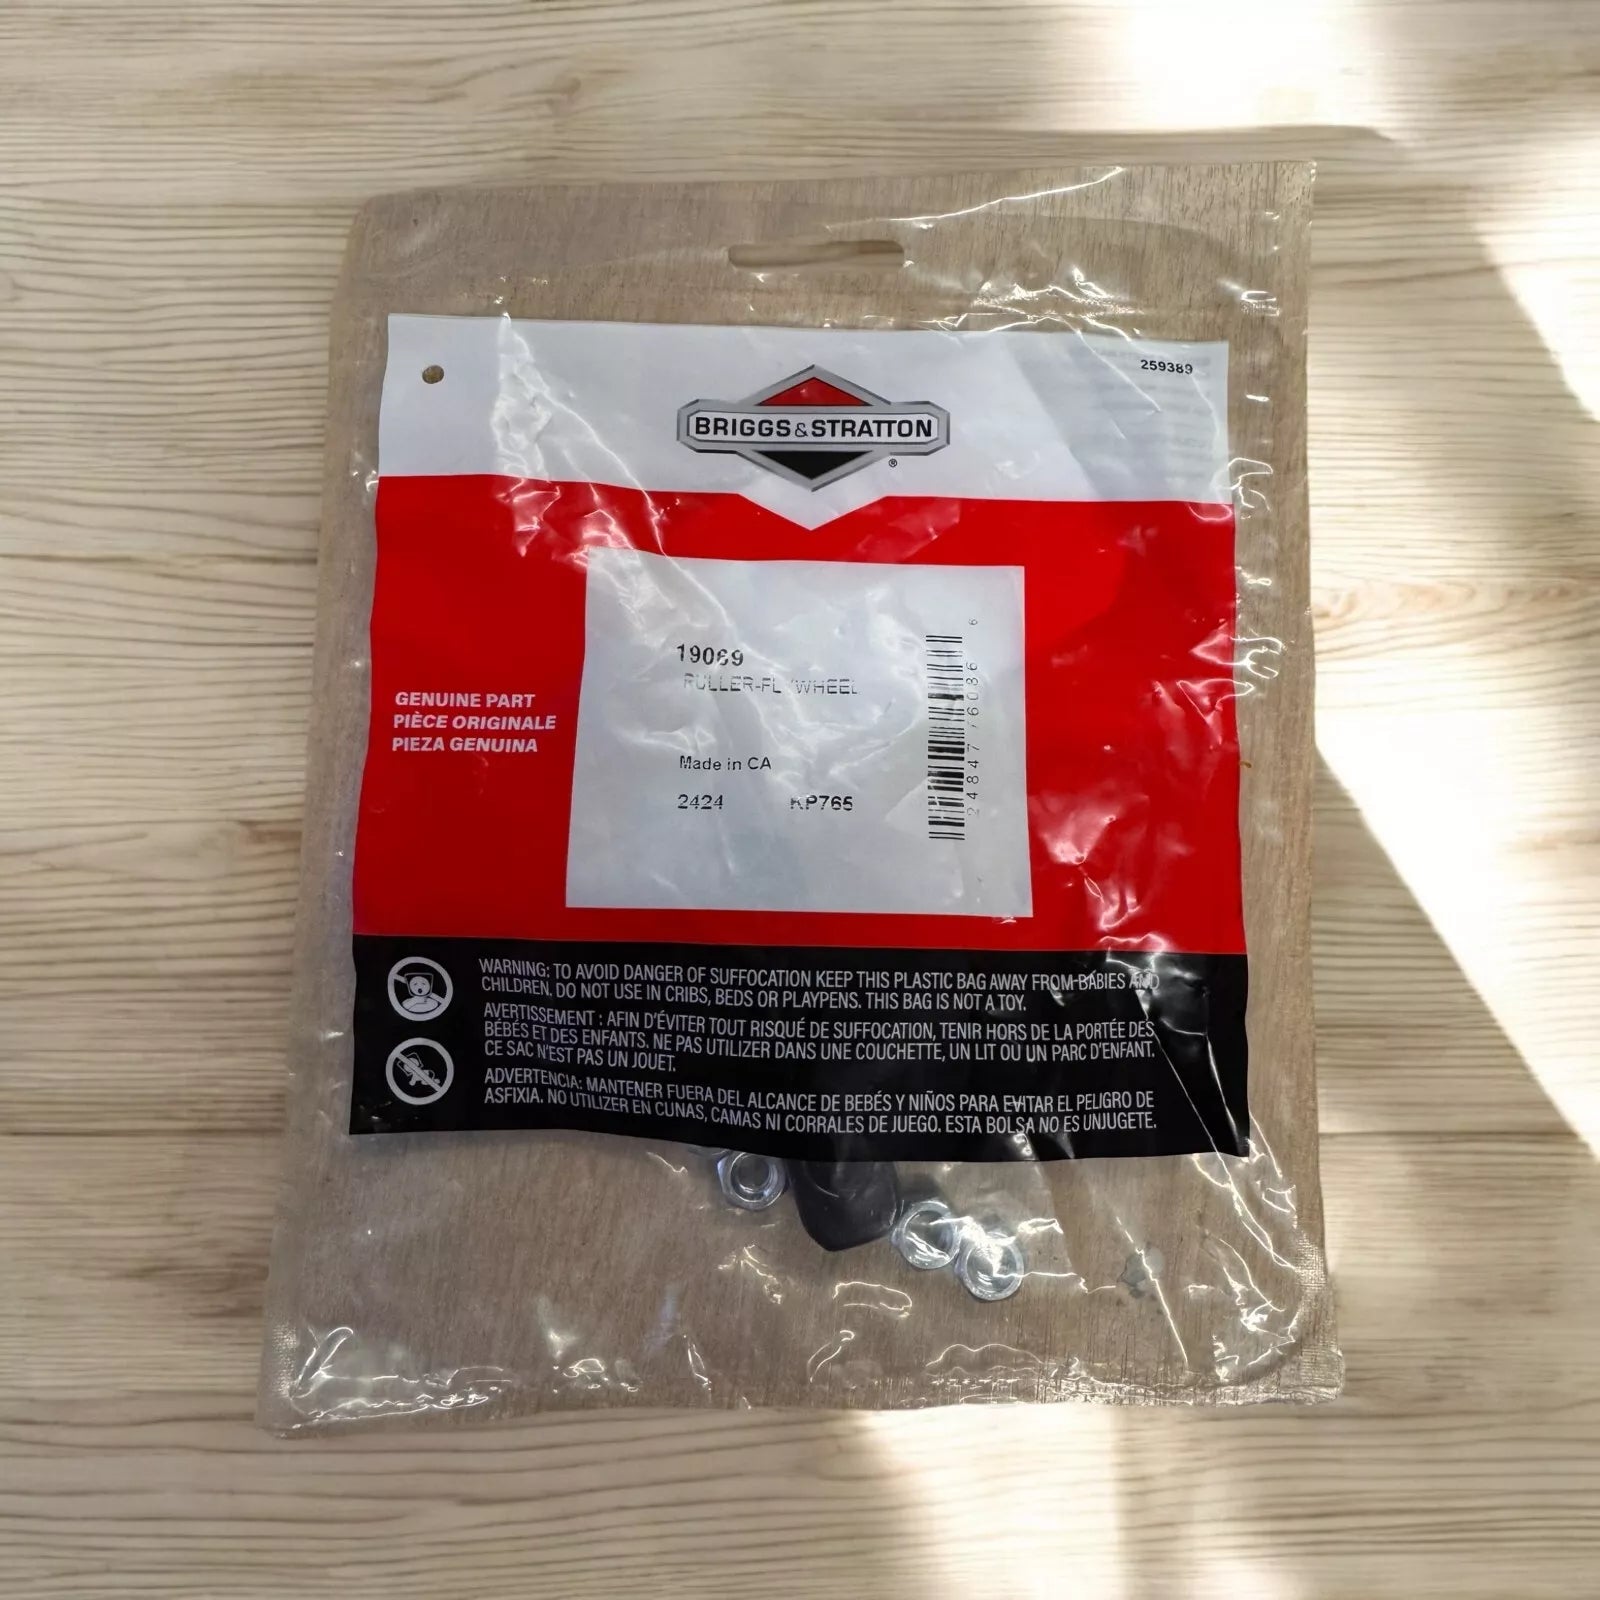 259389
BRIGGS & STRATTON
®
19069
PULLER-FLYWHEEL
GENUINE PART
PIÈCE ORIGINALE
PIEZA GENUINA
Made in CA
2424 KP765
24847 76086 6
WARNING: TO AVOID DANGER OF SUFFOCATION KEEP THIS PLASTIC BAG AWAY FROM BABIES AND
CHILDREN. DO NOT USE IN CRIBS, BEDS OR PLAYPENS. THIS BAG IS NOT A TOY.
AVERTISSEMENT : AFIN D'ÉVITER TOUT RISQUÉ DE SUFFOCATION, TENIR HORS DE LA PORTÉE DES
BÉBÉS ET DES ENFANTS. NE PAS UTILIZER DANS UNE COUCHETTE, UN LIT OU UN PARC D'ENFANT.
CE SAC N'EST PAS UN JOUET.
ADVERTENCIA: MANTENER FUERA DEL ALCANCE DE BEBÉS Y NIÑOS PARA EVITAR EL PELIGRO DE
ASFIXIA. NO UTILIZER EN CUNAS, CAMAS NI CORRALES DE JUEGO. ESTA BOLSA NO ES UNJUGETE.